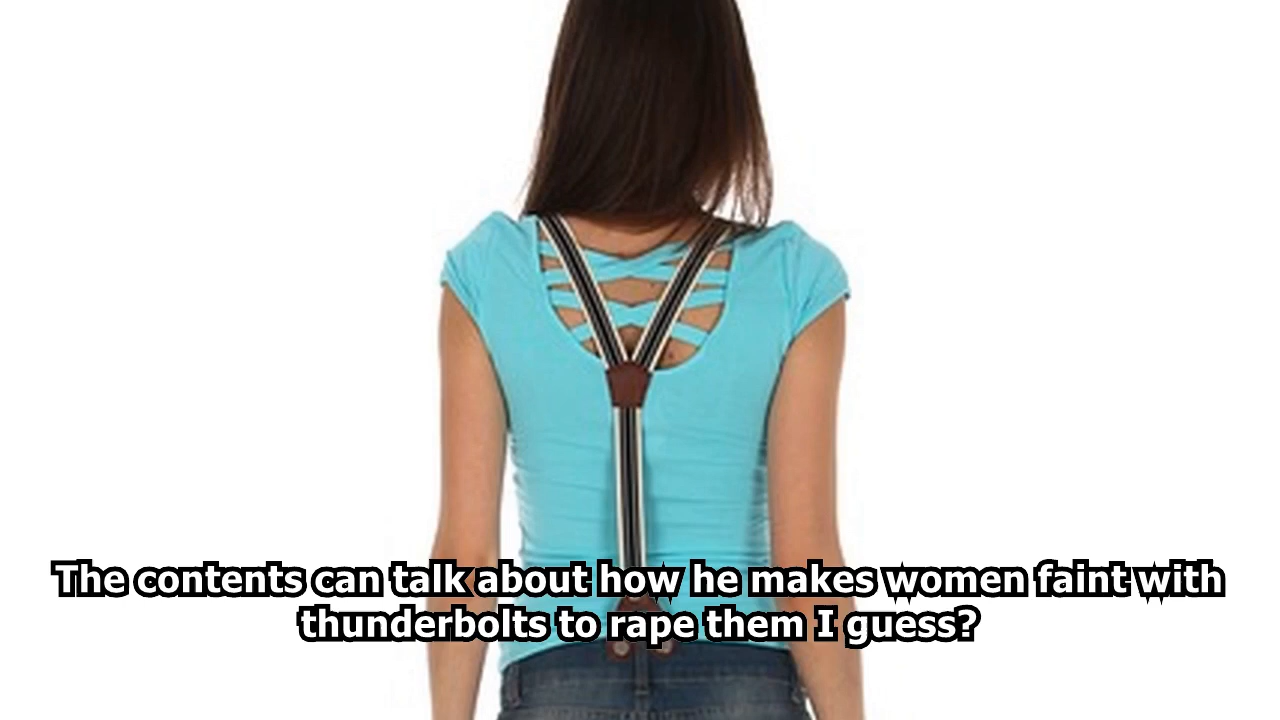 The contents can talk about how he makes women faint with
thunderbolts to rape them I guess?